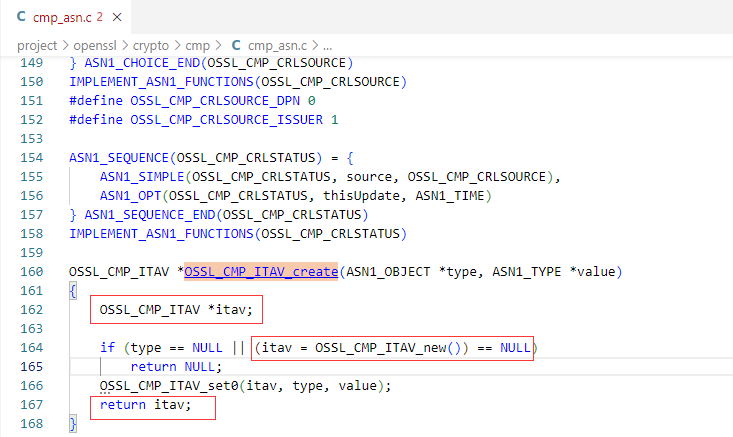 C cmp_asn.c 2 ×
project > openssl > crypto > cmp > C cmp_asn.c > ...
149 } ASN1_CHOICE_END(OSSL_CMP_CRLSOURCE)
150 IMPLEMENT_ASN1_FUNCTIONS(OSSL_CMP_CRLSOURCE)
151 #define OSSL_CMP_CRLSOURCE_DPN 0
152 #define OSSL_CMP_CRLSOURCE_ISSUER 1
153
154 ASN1_SEQUENCE(OSSL_CMP_CRLSTATUS) = {
155     ASN1_SIMPLE(OSSL_CMP_CRLSTATUS, source, OSSL_CMP_CRLSOURCE),
156     ASN1_OPT(OSSL_CMP_CRLSTATUS, thisUpdate, ASN1_TIME)
157 } ASN1_SEQUENCE_END(OSSL_CMP_CRLSTATUS)
158 IMPLEMENT_ASN1_FUNCTIONS(OSSL_CMP_CRLSTATUS)
159
160 OSSL_CMP_ITAV *OSSL_CMP_ITAV_create(ASN1_OBJECT *type, ASN1_TYPE *value)
161 {
162     OSSL_CMP_ITAV *itav;
163
164     if (type == NULL || (itav = OSSL_CMP_ITAV_new()) == NULL)
165         return NULL;
166     OSSL_CMP_ITAV_set0(itav, type, value);
167     return itav;
168 }